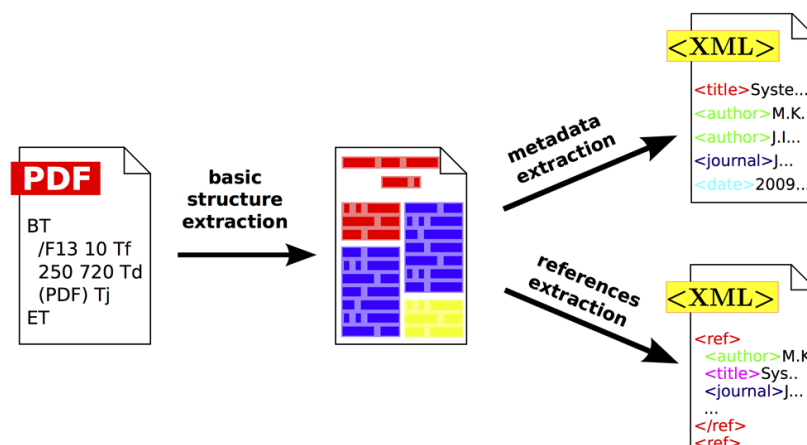 PDF
BT
/F13 10 Tf
250 720 Td
(PDF) Tj
ET
basic
structure
extraction
metadata
extraction
<XML>
<title>Syste...
<author>M.K.
<author>J.I...
<journal>J...
<date>2009...
references
extraction
<XML>
<ref>
<author>M.K
<title>Sys..
<journal>J...
...
</ref>
<ref>